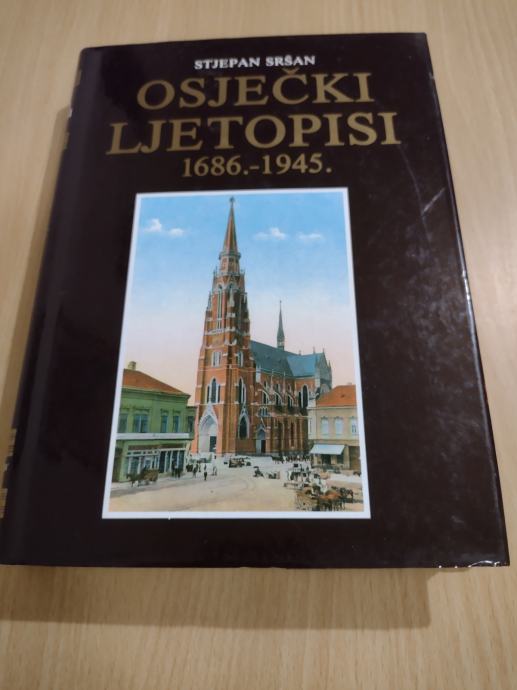 STJEPAN SRŠAN
OSJEČKI
LJETOPISI
1686.-1945.